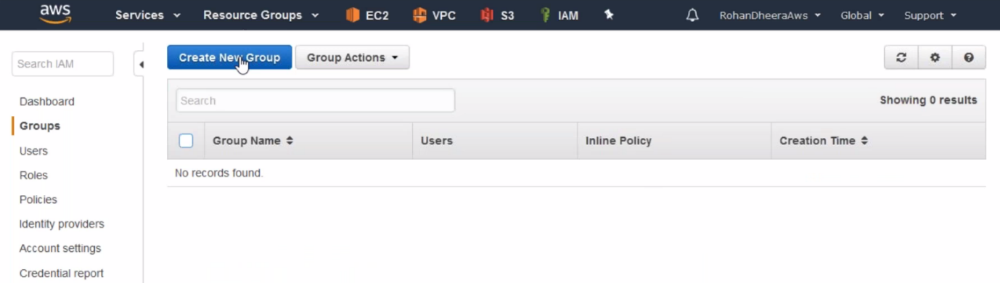 aws Services Resource Groups EC2 VPC S3 IAM RohanDheeraAws Global Support
Search IAM
Create New Group Group Actions
Search Showing 0 results
Dashboard
Groups
Group Name Users Inline Policy Creation Time
Users
No records found.
Roles
Policies
Identity providers
Account settings
Credential report